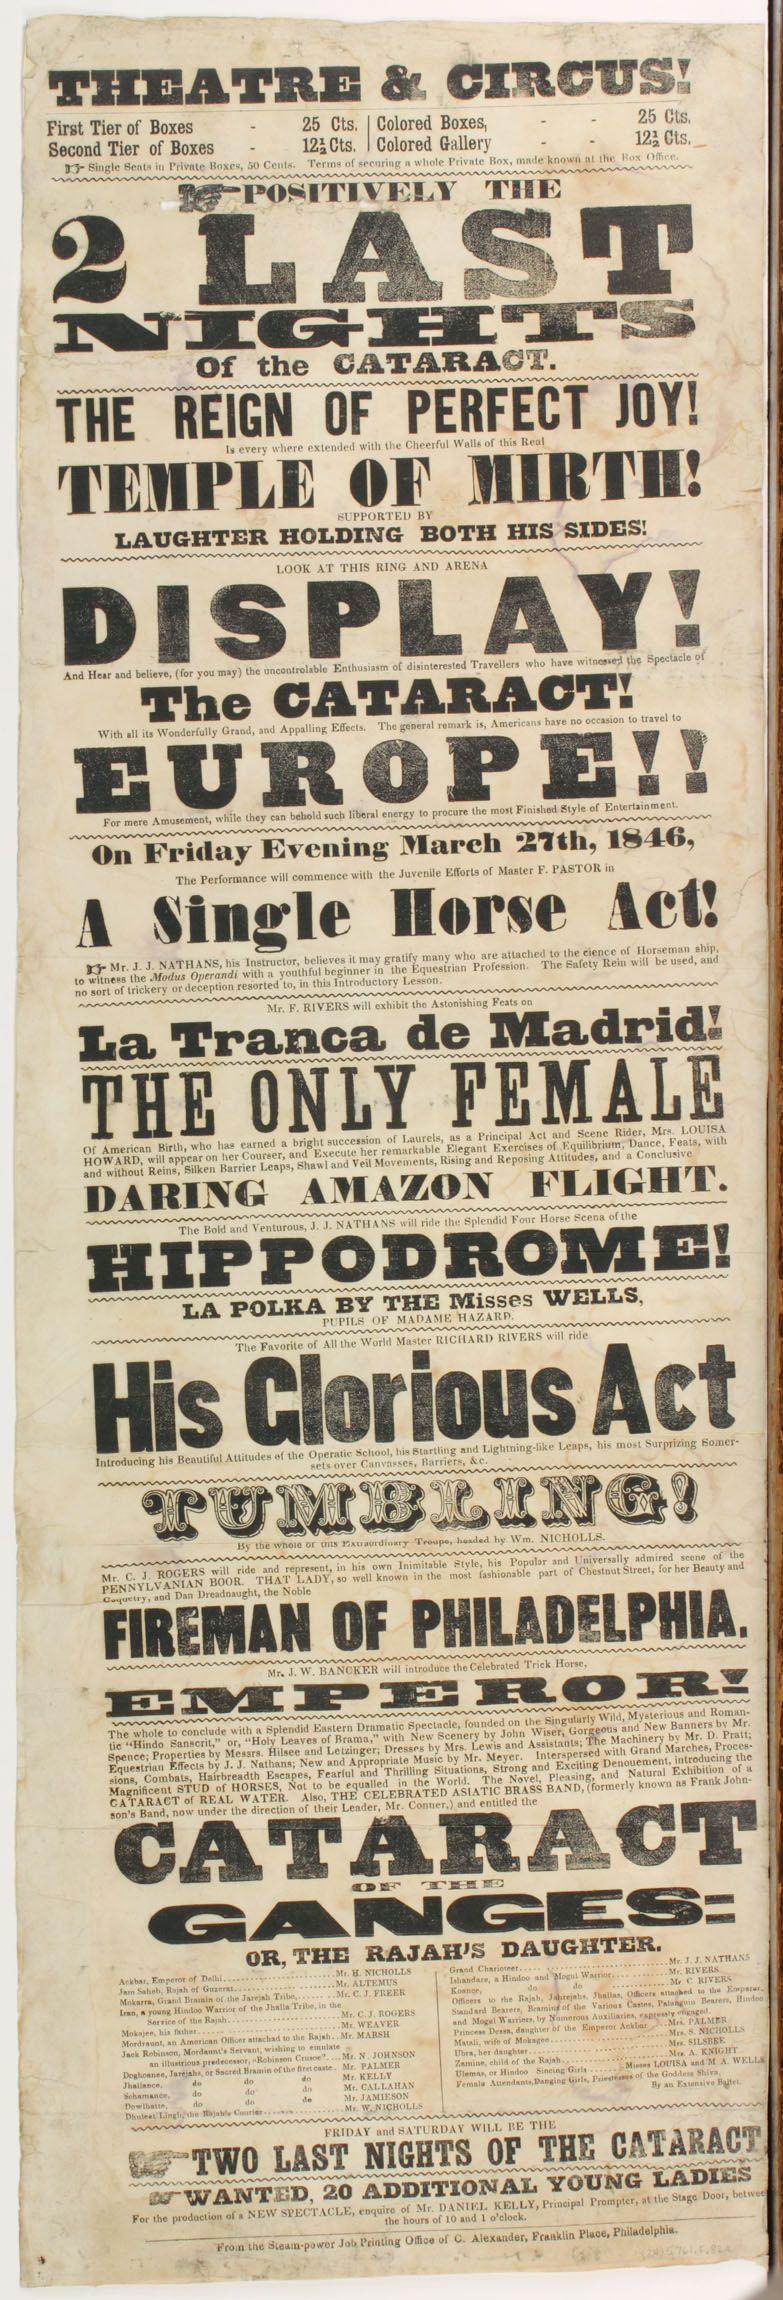 THEATRE & CIRCUS!
First Tier of Boxes - 25 Cts. | Colored Boxes, - - 25 Cts.
Second Tier of Boxes - 12½ Cts. | Colored Gallery - - 12½ Cts.
Single Seats in Private Boxes, 50 Cents. Terms of securing a whole Private Box, made known at the Box Office.
POSITIVELY THE
2 LAST
NIGHTS
Of the CATARACT.
THE REIGN OF PERFECT JOY!
Is every where extended with the Cheerful Walls of this Real
TEMPLE OF MIRTH!
SUPPORTED BY
LAUGHTER HOLDING BOTH HIS SIDES!
LOOK AT THIS RING AND ARENA
DISPLAY!
And Hear and believe, (for you may) the uncontrolable Enthusiasm of disinterested Travellers who have witnessed the Spectacle of
The CATARACT!
With all its Wonderfully Grand, and Appalling Effects. The general remark is, Americans have no occasion to travel to
EUROPE!!
For mere Amusement, while they can behold such liberal energy to procure the most Finished Style of Entertainment.
On Friday Evening March 27th, 1846,
The Performance will commence with the Juvenile Efforts of Master F. PASTOR in
A Single Horse Act!
Mr. J. J. NATHANS, his Instructor, believes it may gratify many who are attached to the cience of Horseman ship,
to witness the Modus Operandi with a youthful beginner in the Equestrian Profession. The Safety Rein will be used, and
no sort of trickery or deception resorted to, in this Introductory Lesson.
Mr. F. RIVERS will exhibit the Astonishing Feats on
La Tranca de Madrid!
THE ONLY FEMALE
Of American Birth, who has earned a bright succession of Laurels, as a Principal Act and Scene Rider, Mrs. LOUISA
HOWARD, will appear on her Courser, and Execute her remarkable Elegant Exercises of Equilibrium, Dance, Feats, with
and without Reins, Silken Barrier Leaps, Shawl and Veil Movements, Rising and Reposing Attitudes, and a Conclusive
DARING AMAZON FLIGHT.
The Bold and Venturous, J. J. NATHANS will ride the Splendid Four Horse Scena of the
HIPPODROME!
LA POLKA BY THE Misses WELLS,
PUPILS OF MADAME HAZARD.
The Favorite of All the World Master RICHARD RIVERS will ride
His Glorious Act
Introducing his Beautiful Attitudes of the Operatic School, his Startling and Lightning-like Leaps, his most Surprizing Somer-
sets over Canvasses, Barriers, &c.
TUMBLING!
By the whole of this Extraordinary Troupe, headed by Wm. NICHOLLS.
Mr. C. J. ROGERS will ride and represent, in his own Inimitable Style, his Popular and Universally admired scene of the
PENNYLVANIAN BOOR. THAT LADY, so well known in the most fashionable part of Chestnut Street, for her Beauty and
Coquetry, and Dan Dreadnaught, the Noble
FIREMAN OF PHILADELPHIA.
Mr. J. W. BANCKER will introduce the Celebrated Trick Horse,
EMPEROR!
The whole to conclude with a Splendid Eastern Dramatic Spectacle, founded on the Singularly Wild, Mysterious and Roman-
tic "Hindo Sanscrit," or, "Holy Leaves of Brama," with New Scenery by John Wiser, Gorgeous and New Banners by Mr.
Spence; Properties by Messrs. Hilsee and Letzinger; Dresses by Mrs. Lewis and Assistants; The Machinery by Mr. D. Pratt;
Equestrian Effects by J. J. Nathans; New and Appropriate Music by Mr. Meyer. Interspersed with Grand Marches, Proces-
sions, Combats, Hairbreadth Escapes, Fearful and Thrilling Situations, Strong and Exciting Denouement, introducing the
Magnificent STUD of HORSES, Not to be equalled in the World. The Novel, Pleasing, and Natural Exhibition of a
CATARACT of REAL WATER. Also, THE CELEBRATED ASIATIC BRASS BAND, (formerly known as Frank John-
son's Band, now under the direction of their Leader, Mr. Conner,) and entitled the
CATARACT
OF THE
GANGES:
OR, THE RAJAH'S DAUGHTER.
Ackbar, Emperor of Delhi Mr. H. NICHOLLS
Jam Saheb, Rajah of Guzerat Mr. ALTEMUS
Mokarra, Grand Bramin of the Jarejah Tribe, Mr. C. J. FREER
Iran, a young Hindoo Warrior of the Jhalla Tribe, in the
Service of the Rajah Mr. C. J. ROGERS
Mokajee, his father Mr. WEAVER
Mordraunt, an American Officer attached to the Rajah Mr. MARSH
Jack Robinson, Mordaunt's Servant, wishing to emulate
an illustrious predecessor, "Robinson Crusoe" Mr. N. JOHNSON
Doghoanee, Jarejahs, or Sacred Bramin of the first caste Mr. PALMER
Jhallance, do do do Mr. KELLY
Schamance, do do do Mr. CALLAHAN
Dowlhatte, do do do Mr. JAMIESON
Dhuleet Lingh, the Rajah's Courier Mr. W. NICHOLLS
Grand Charioteer Mr. J. J. NATHANS
Ishandare, a Hindoo and Mogul Warrior Mr. RIVERS
Koanor, do do Mr C RIVERS
Officers to the Rajah, Jahrejahs, Jhallas, Officers attached to the Emperor,
Standard Bearers, Bramins of the Various Castes, Palanquin Bearers, Hindoo
and Mogul Warriers, by Numerous Auxiliaries, expressly engaged.
Princess Dessa, daughter of the Emperor Ackbar Mrs. PALMER
Matali, wife of Mokagee Mrs. S. NICHOLLS
Ubra, her daughter Mrs. SILSBEE
Zamine, child of the Rajah Mrs A. KNIGHT
Ulemas, or Hindoo Sincing Girls Misses LOUISA and M. A. WELLS
Female Attendants, Danging Girls, Priestesses of the Goddess Shiva,
By an Extensive Ballet.
FRIDAY and SATURDAY WILL BE THE
TWO LAST NIGHTS OF THE CATARACT
WANTED, 20 ADDITIONAL YOUNG LADIES
For the production of a NEW SPECTACLE, enquire of Mr. DANIEL KELLY, Principal Prompter, at the Stage Door, between
the hours of 10 and 1 o'clock.
From the Steam-power Job Printing Office of C. Alexander, Franklin Place, Philadelphia.